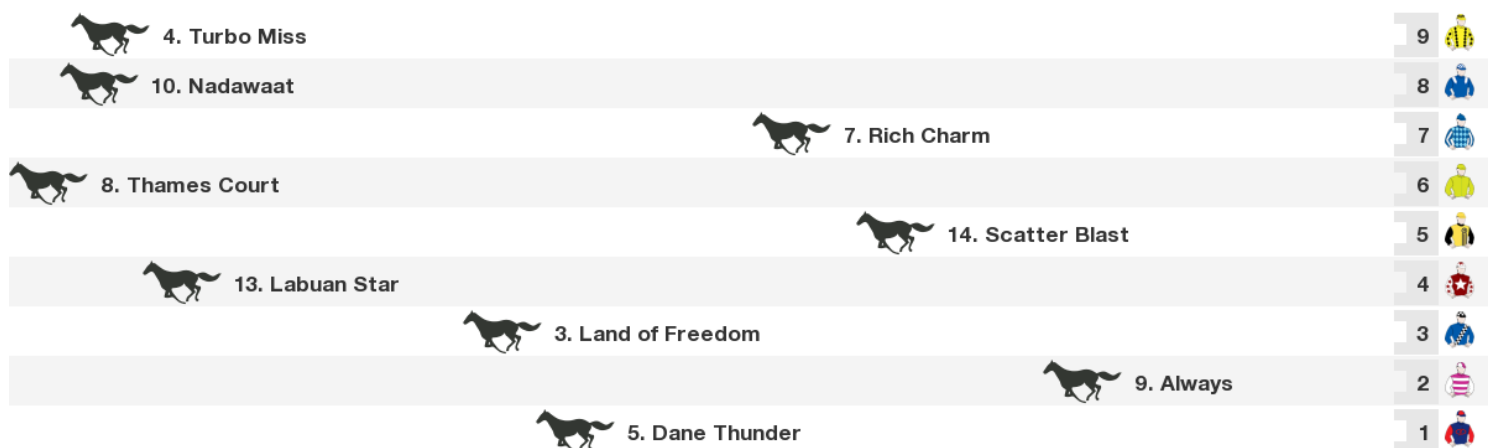 4. Turbo Miss 9
10. Nadawaat 8
7. Rich Charm 7
8. Thames Court 6
14. Scatter Blast 5
13. Labuan Star 4
3. Land of Freedom 3
9. Always 2
5. Dane Thunder 1